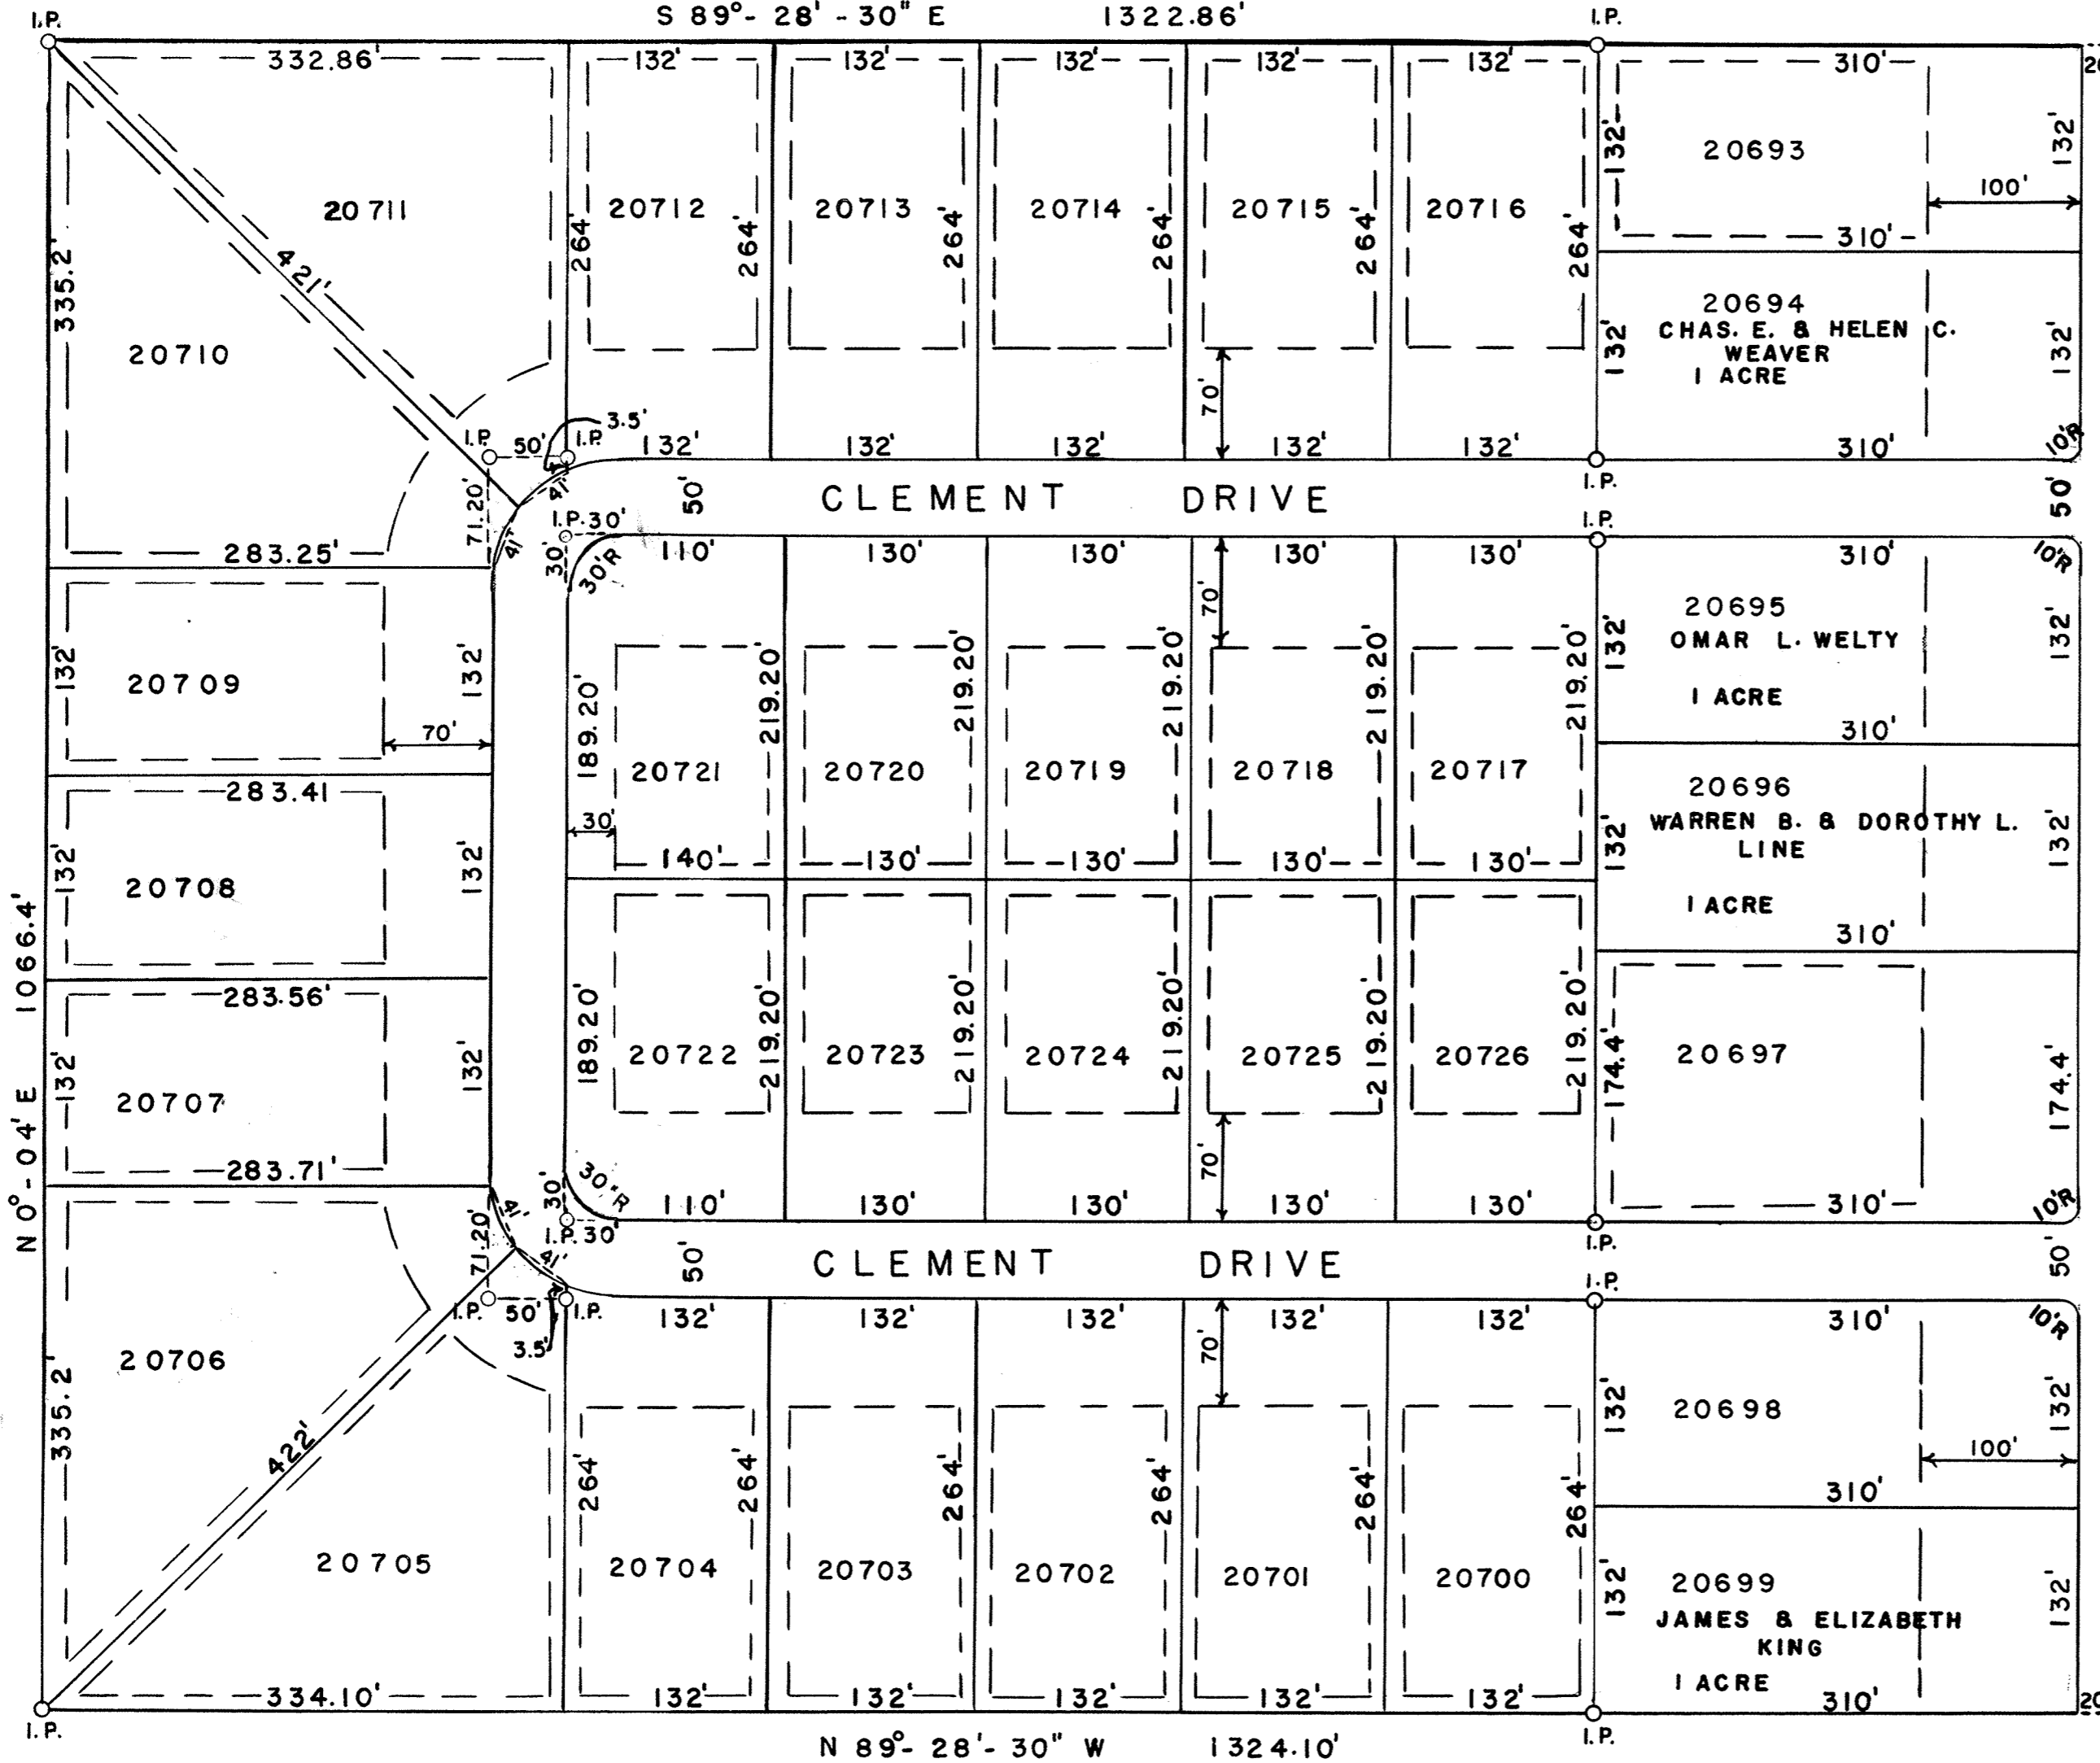 I.P.
S 89°- 28' - 30" E 1322.86'
I.P.
332.86' 132' 132' 132' 132' 132' 310'
20
132' 20693 132'
100'
310'
20711 20712 20713 20714 20715 20716
335.2' 421' 264' 264' 264' 264' 264' 264'
20710
20694
CHAS. E. & HELEN C.
WEAVER
1 ACRE
132' 132'
70'
3.5'
I.P. 50' I.P. 132' 132' 132' 132' 132' 310' 10'R
I.P.
71.20' 41' 41' 50' CLEMENT DRIVE 50'
I.P. 30' I.P.
283.25' 30' 30'R 110' 130' 130' 130' 130' 310' 10'R
70'
20695
OMAR L. WELTY
1 ACRE
132' 132'
310'
132' 20709 132'
70'
189.20' 219.20' 219.20' 219.20' 219.20' 219.20'
20721 20720 20719 20718 20717
283.41
30'
140' 130' 130' 130' 130'
20696
WARREN B. & DOROTHY L.
LINE
1 ACRE
132' 132'
310'
132' 20708 132'
N 0°- 04' E 1066.4'
283.56'
189.20' 219.20' 219.20' 219.20' 219.20' 219.20'
20722 20723 20724 20725 20726
174.4' 20697 174.4'
132' 20707 132'
283.71'
70'
30' 30"R 110' 130' 130' 130' 130' 310' 10'R
I.P. 30' I.P.
71.20' 41' 41' 50' CLEMENT DRIVE 50'
I.P.
I.P. 50' I.P. 132' 132' 132' 132' 132' 310' 10'R
3.5'
70'
20706
335.2' 422'
132' 20698 132'
100'
310'
264' 264' 264' 264' 264' 264'
20705 20704 20703 20702 20701 20700
132' 132'
20699
JAMES & ELIZABETH
KING
1 ACRE
334.10' 132' 132' 132' 132' 132' 310'
20
I.P. I.P.
N 89°- 28'- 30" W 1324.10'